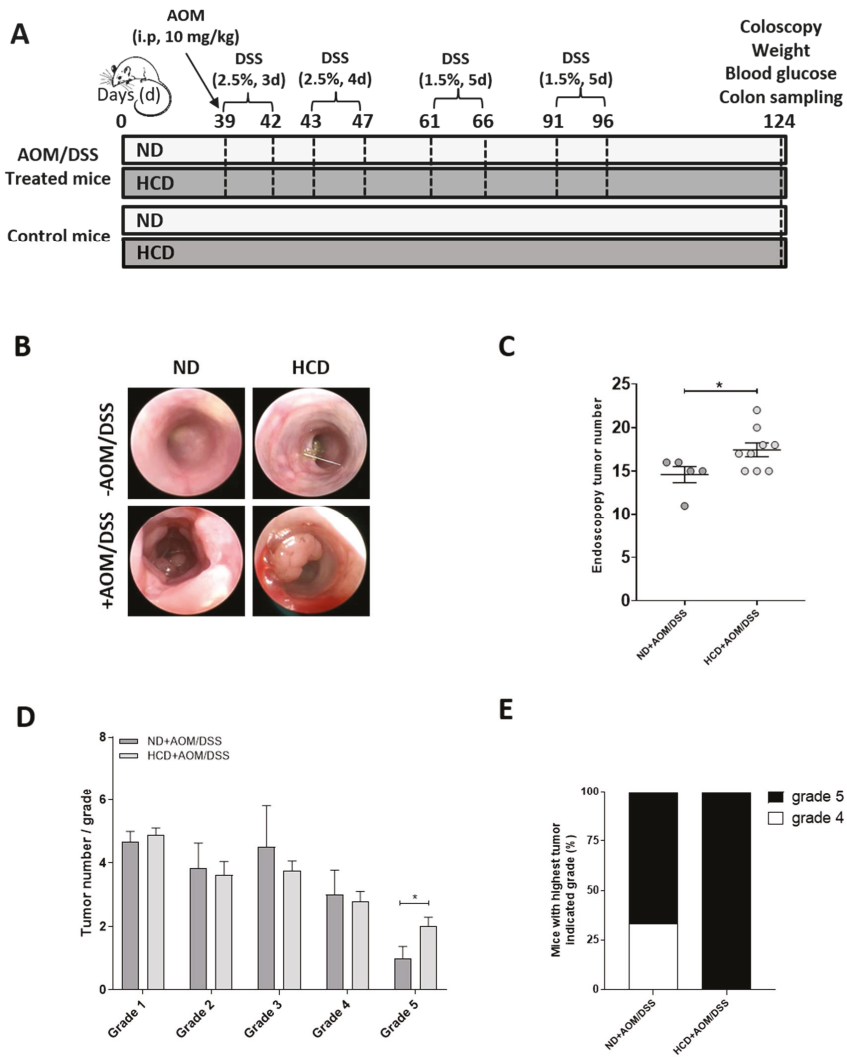 A
AOM
(i.p, 10 mg/kg)
DSS
(2.5%, 3d)
DSS
(2.5%, 4d)
DSS
(1.5%, 5d)
DSS
(1.5%, 5d)
Coloscopy
Weight
Blood glucose
Colon sampling
Days (d)
0 39 42 43 47 61 66 91 96 124
AOM/DSS
Treated mice
ND
HCD
Control mice
ND
HCD
B
ND HCD
-AOM/DSS
+AOM/DSS
C
Endoscopopy tumor number
25
20
15
10
5
0
*
ND+AOM/DSS
HCD+AOM/DSS
D
Tumor number / grade
8
6
4
2
0
ND+AOM/DSS
HCD+AOM/DSS
*
Grade 1
Grade 2
Grade 3
Grade 4
Grade 5
E
Mice with highest tumor
indicated grade (%)
100
75
50
25
0
grade 5
grade 4
ND+AOM/DSS
HCD+AOM/DSS